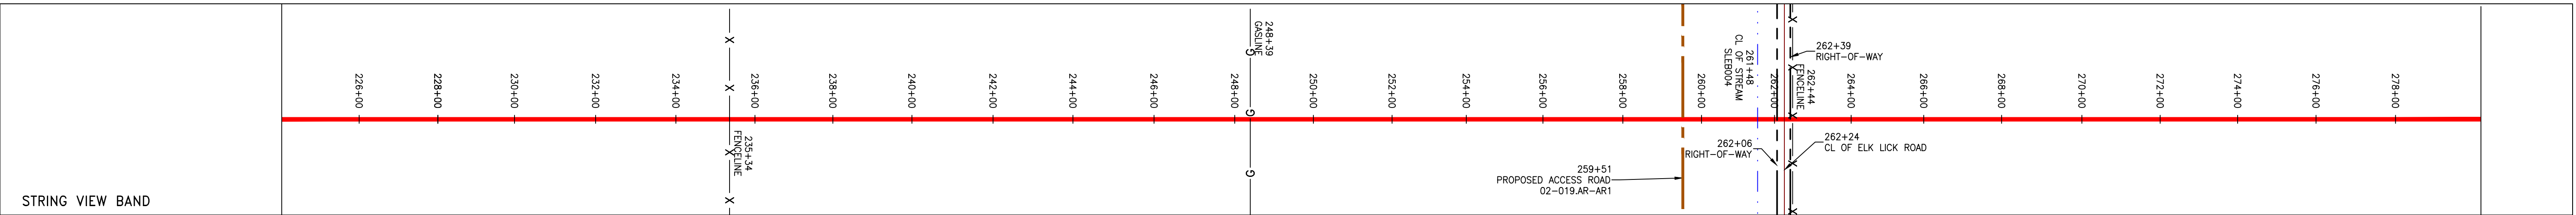 STRING VIEW BAND
226+00
228+00
230+00
232+00
234+00
235+34
FENCELINE
236+00
238+00
240+00
242+00
244+00
246+00
248+00
248+39
GASLINE
250+00
252+00
254+00
256+00
258+00
259+51
PROPOSED ACCESS ROAD
02-019.AR-AR1
260+00
261+48
CL OF STREAM
SLEB004
262+00
262+06
RIGHT-OF-WAY
262+24
CL OF ELK LICK ROAD
262+39
RIGHT-OF-WAY
262+44
FENCELINE
264+00
266+00
268+00
270+00
272+00
274+00
276+00
278+00
X
X
X
X
G
G
G
X
X
X
X
X